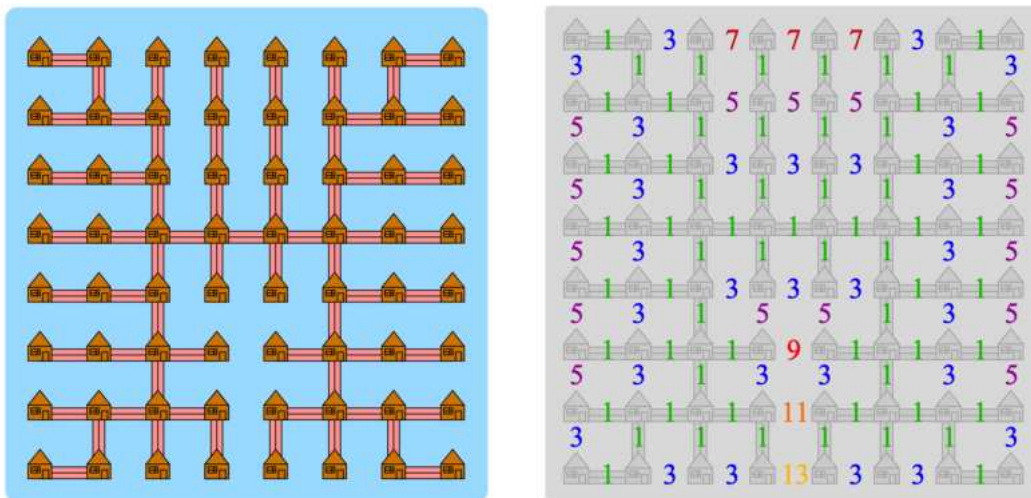 1 3 7 7 7 3 1
3 1 1 1 1 1 1 3
1 1 5 5 5 1 1
5 3 1 1 1 1 3 5
1 1 3 3 3 1 1
5 3 1 1 1 1 3 5
1 1 1 1 1 1 1
5 3 1 1 1 1 3 5
1 1 3 3 3 1 1
5 3 1 5 5 1 3 5
1 1 1 9 1 1 1
5 3 1 3 3 1 3 5
1 1 1 11 1 1 1
3 1 1 1 1 1 1 3
1 3 3 13 3 3 1